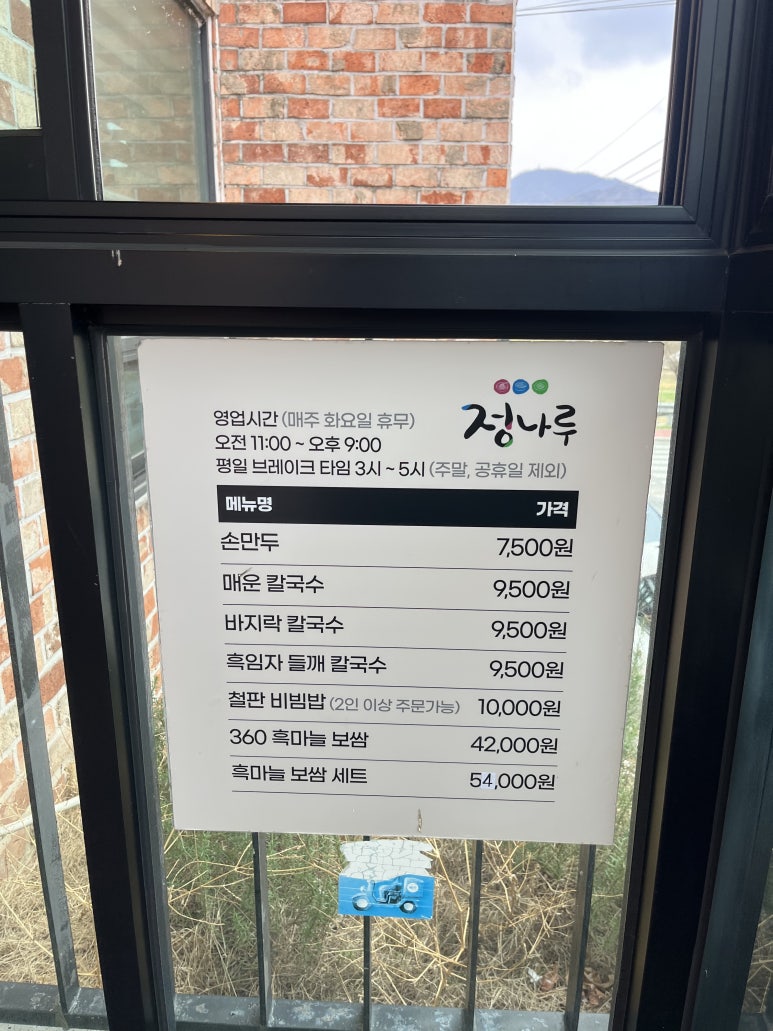 정나루
영업시간 (매주 화요일 휴무)
오전 11:00 ~ 오후 9:00
평일 브레이크 타임 3시 ~ 5시 (주말, 공휴일 제외)
메뉴명 가격
손만두 7,500원
매운 칼국수 9,500원
바지락 칼국수 9,500원
흑임자 들깨 칼국수 9,500원
철판 비빔밥 (2인 이상 주문가능) 10,000원
360 흑마늘 보쌈 42,000원
흑마늘 보쌈 세트 54,000원